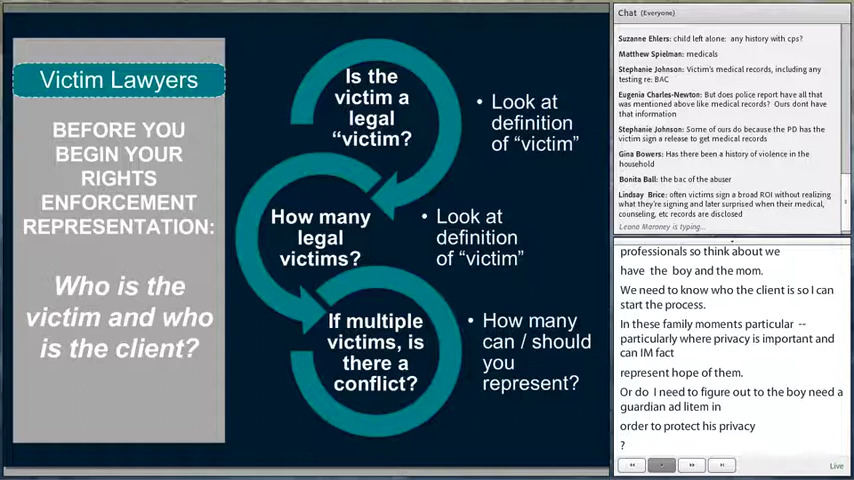 Victim Lawyers
BEFORE YOU
BEGIN YOUR
RIGHTS
ENFORCEMENT
REPRESENTATION:
Who is the
victim and who
is the client?
Is the
victim a
legal
“victim?
• Look at
definition
of “victim”
How many
legal
victims?
• Look at
definition
of “victim”
If multiple
victims, is
there a
conflict?
• How many
can / should
you
represent?
Chat (Everyone)
Suzanne Ehlers: child left alone: any history with cps?
Matthew Spielman: medicals
Stephanie Johnson: Victim's medical records, including any
testing re: BAC
Eugenia Charles-Newton: But does police report have all that
was mentioned above like medical records? Ours dont have
that information
Stephanie Johnson: Some of ours do because the PD has the
victim sign a release to get medical records
Gina Bowers: Has there been a history of violence in the
household
Bonita Ball: the bac of the abuser
Lindsay Brice: often victims sign a broad ROI without realizing
what they're signing and later surprised when their medical,
counseling, etc records are disclosed
Leana Maroney is typing...
professionals so think about we
have the boy and the mom.
We need to know who the client is so I can
start the process.
In these family moments particular --
particularly where privacy is important and
can IM fact
represent hope of them.
Or do I need to figure out to the boy need a
guardian ad litem in
order to protect his privacy
?
Live